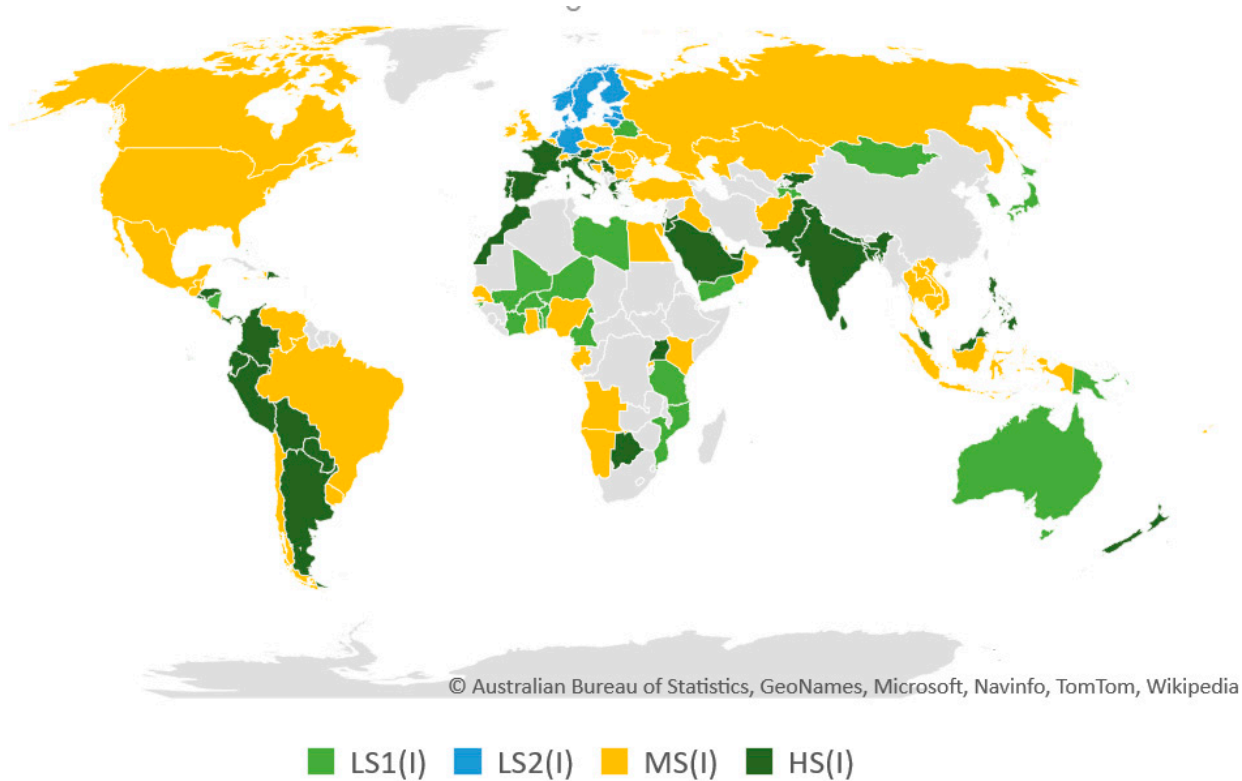 © Australian Bureau of Statistics, GeoNames, Microsoft, Navinfo, TomTom, Wikipedia
LS1(I) LS2(I) MS(I) HS(I)